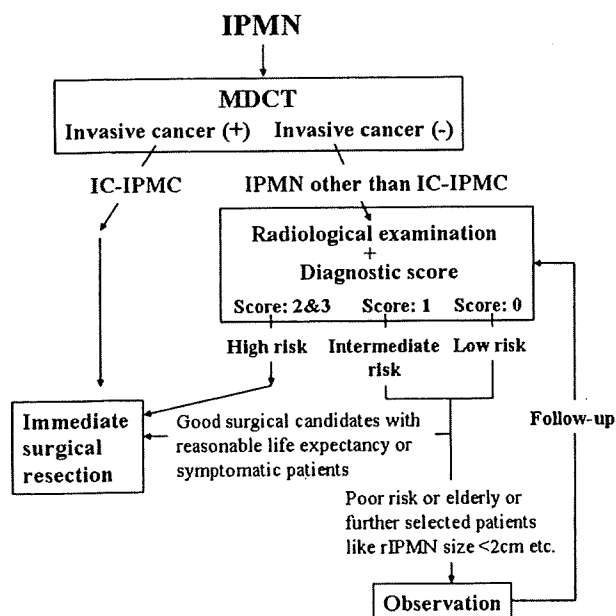 IPMN
MDCT
Invasive cancer (+) Invasive cancer (-)
IC-IPMC
IPMN other than IC-IPMC
Radiological examination
+
Diagnostic score
Score: 2&3 Score: 1 Score: 0
High risk Intermediate risk Low risk
Immediate
surgical
resection
Good surgical candidates with
reasonable life expectancy or
symptomatic patients
Follow-up
Poor risk or elderly or
further selected patients
like rIPMN size <2cm etc.
Observation